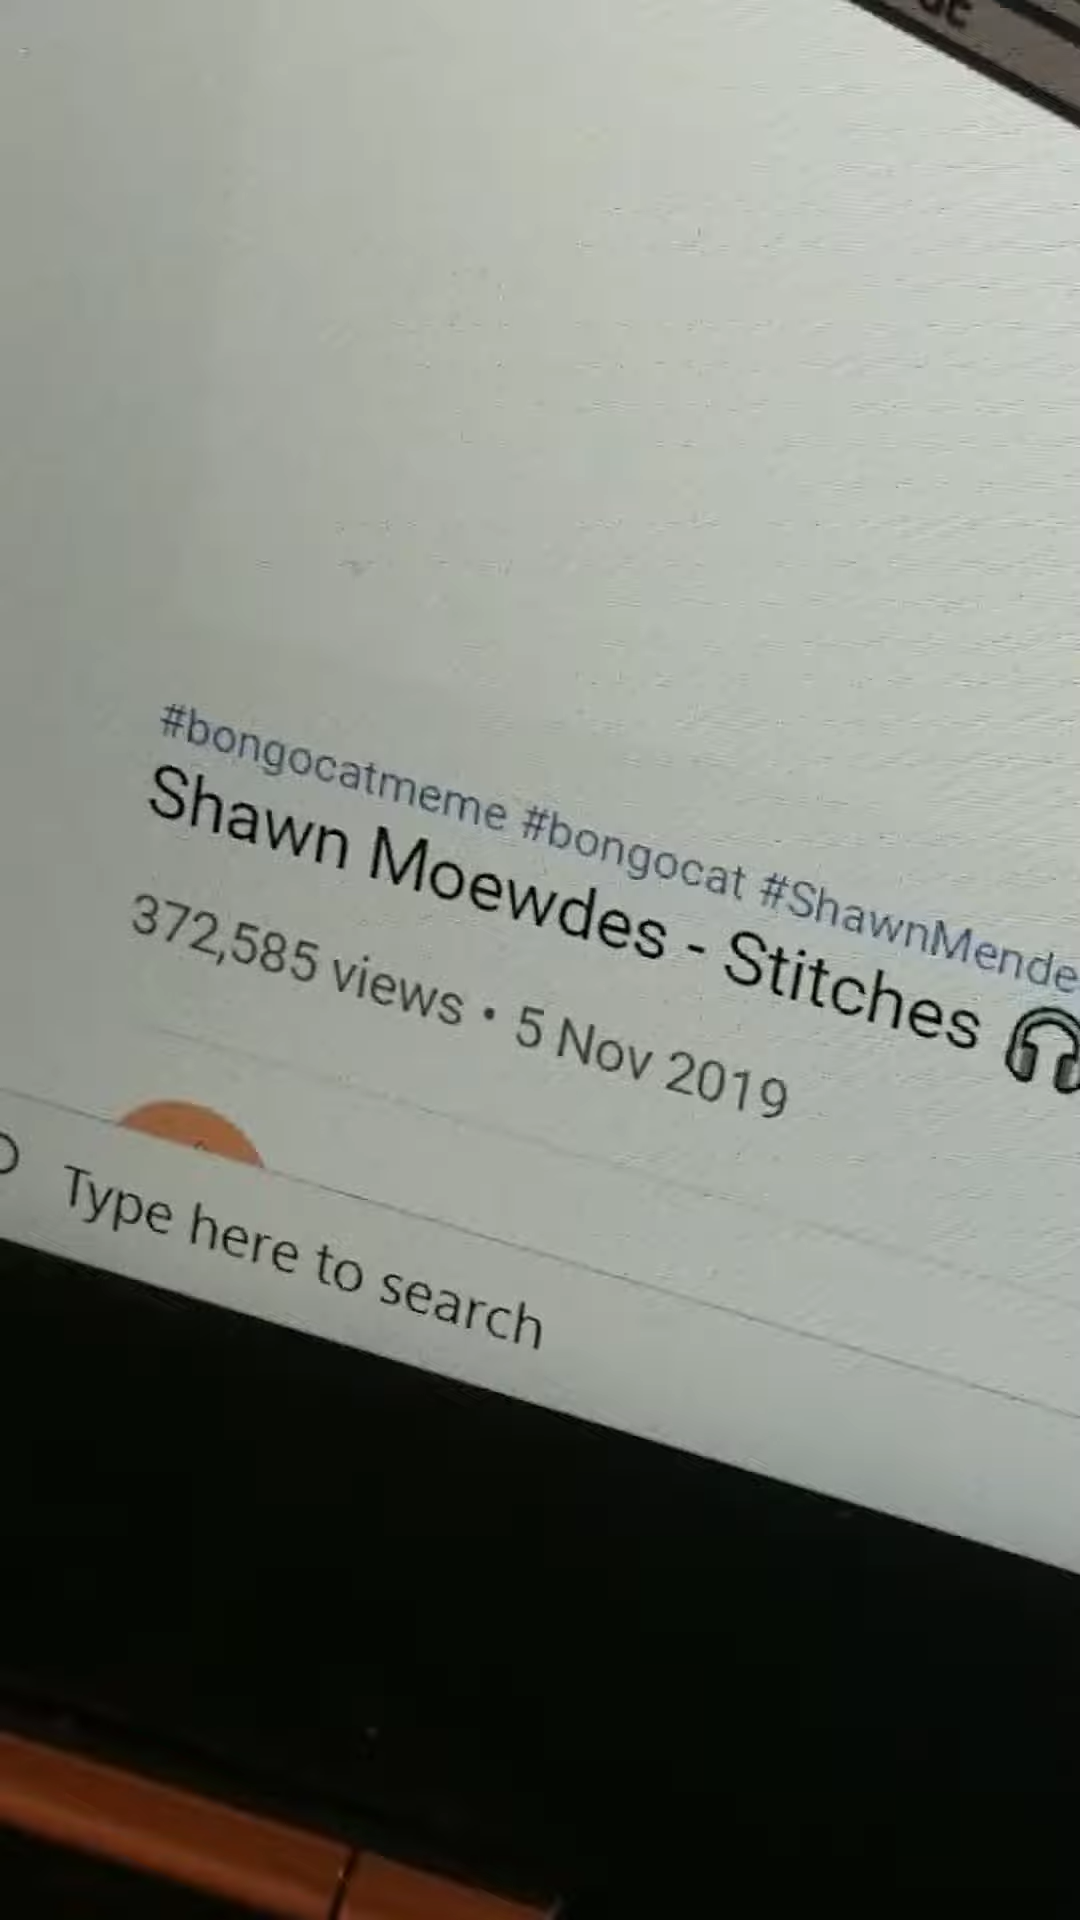 #bongocatmeme #bongocat #ShawnMende
Shawn Moewdes - Stitches 🎧
372,585 views • 5 Nov 2019
Type here to search